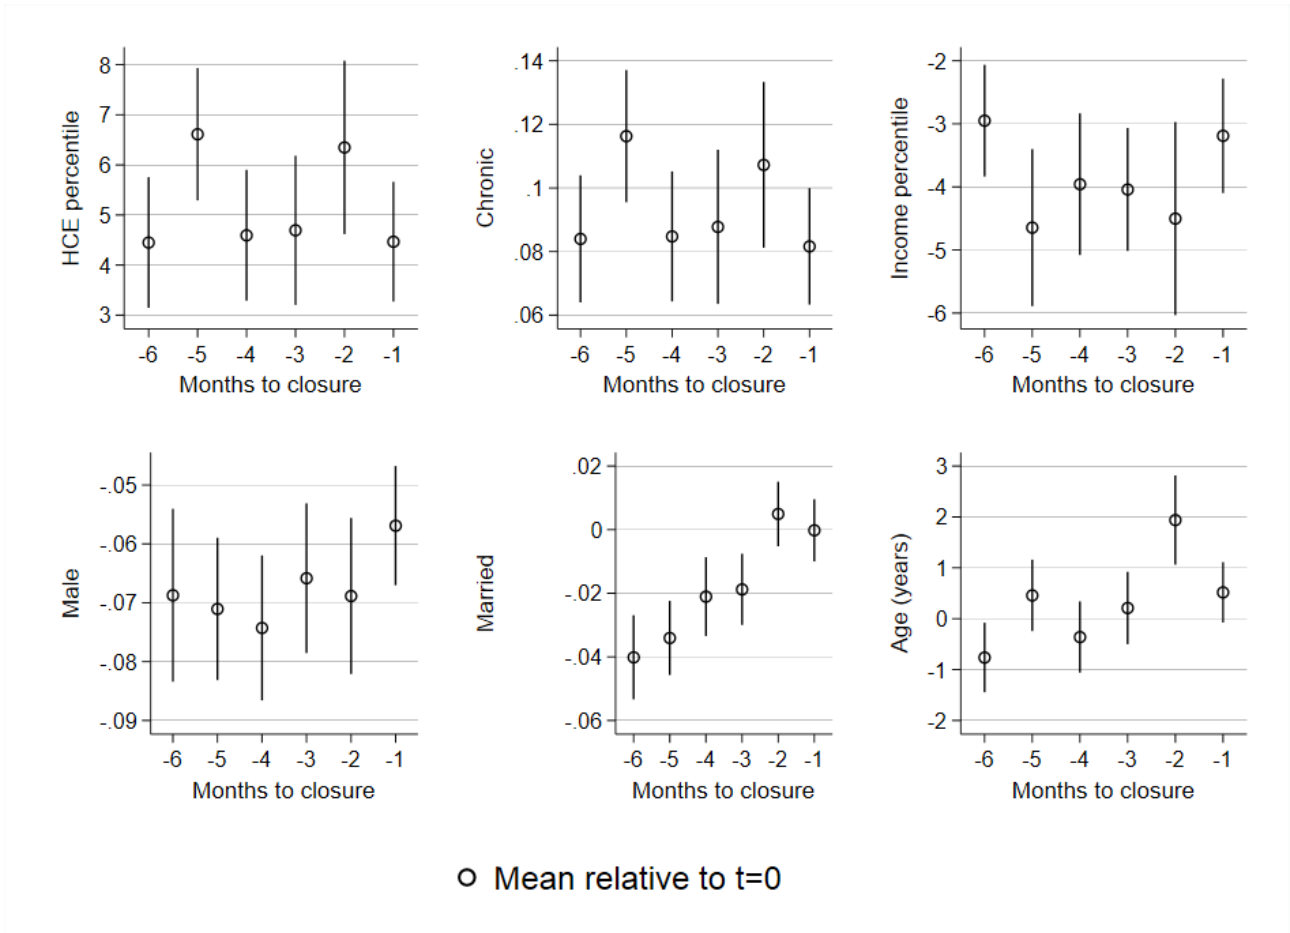 HCE percentile
8
7
6
5
4
3
-6 -5 -4 -3 -2 -1
Months to closure
Chronic
.14
.12
.1
.08
.06
-6 -5 -4 -3 -2 -1
Months to closure
Income percentile
-2
-3
-4
-5
-6
-6 -5 -4 -3 -2 -1
Months to closure
Male
-.05
-.06
-.07
-.08
-.09
-6 -5 -4 -3 -2 -1
Months to closure
Married
.02
0
-.02
-.04
-.06
-6 -5 -4 -3 -2 -1
Months to closure
Age (years)
3
2
1
0
-1
-2
-6 -5 -4 -3 -2 -1
Months to closure
Mean relative to t=0